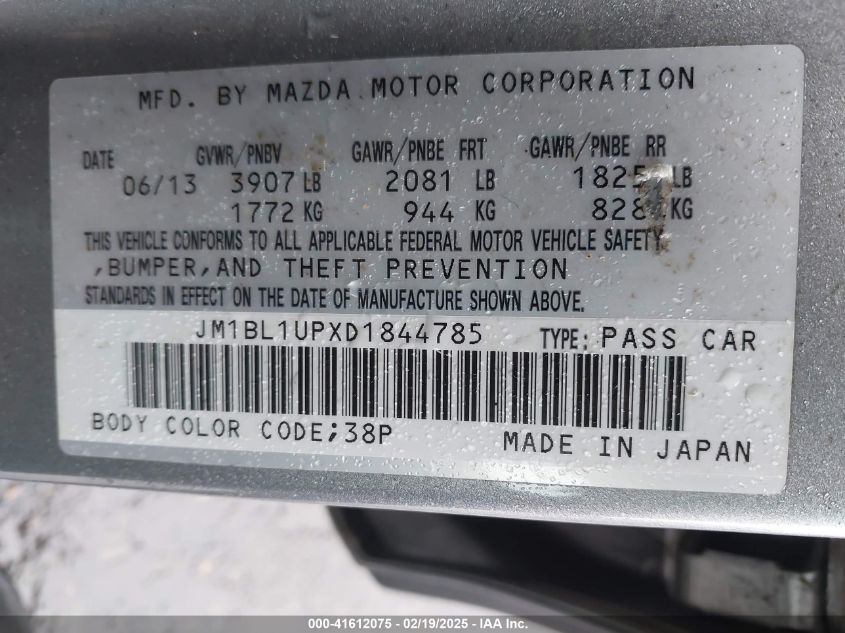 MFD. BY MAZDA MOTOR CORPORATION
DATE GVWR/PNBV GAWR/PNBE FRT GAWR/PNBE RR
06/13 3907 LB 2081 LB LB
1772 KG 944 KG KG
THIS VEHICLE CONFORMS TO ALL APPLICABLE FEDERAL MOTOR VEHICLE SAFETY
,BUMPER,AND THEFT PREVENTION
STANDARDS IN EFFECT ON THE DATE OF MANUFACTURE SHOWN ABOVE.
JM1BL1UPXD1844785 TYPE: PASS CAR
BODY COLOR CODE;38P MADE IN JAPAN
000-41612075 - 02/19/2025 - IAA Inc.